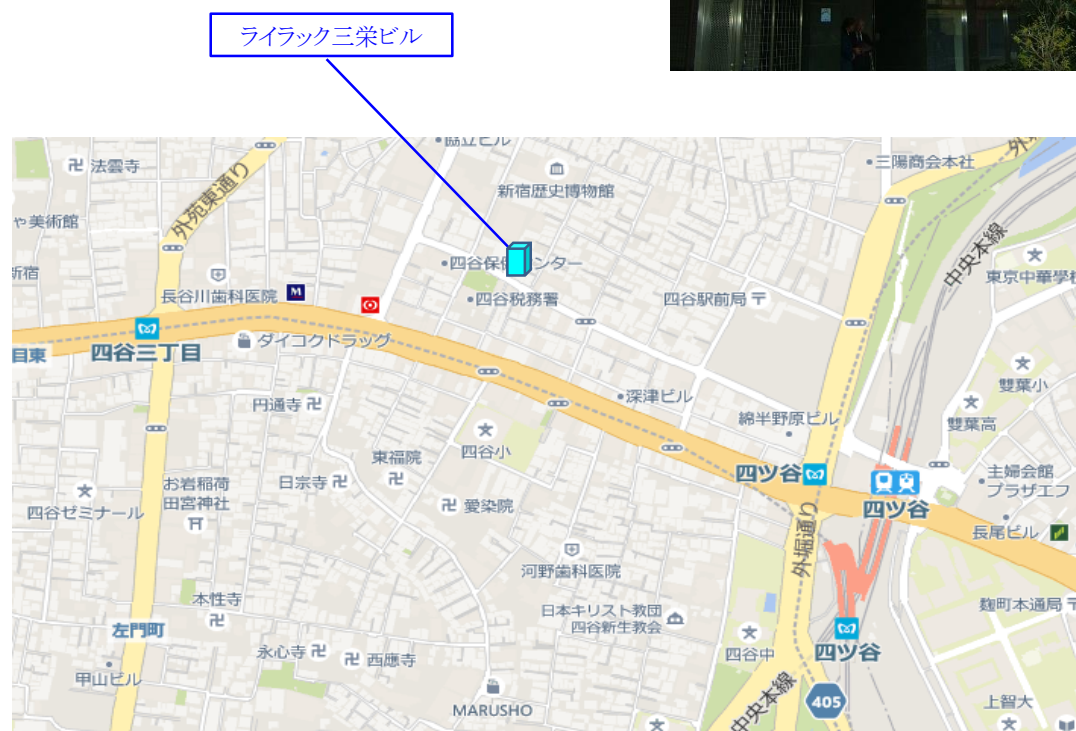 ライラック三栄ビル
協立ビル
三陽商会本社
法雲寺
外苑東通り
新宿歴史博物館
や美術館
中央本線
四谷保
ンター
東京中華学校
新宿
長谷川歯科医院
M
四谷税務署
四谷駅前局
ダイコクドラッグ
目東
四谷三丁目
雙葉小
深津ビル
円通寺
綿半野原ビル
雙葉高
四谷小
東福院
四ツ谷
主婦会館
プラザエフ
日宗寺
お岩稲荷
田宮神社
四谷ゼミナール
愛染院
四ツ谷
長尾ビル
外堀通り
河野歯科医院
本性寺
日本キリスト教団
四谷新生教会
麹町本通局
左門町
永心寺
西應寺
四谷中
四ツ谷
甲山ビル
中央本線
405
上智大
MARUSHO